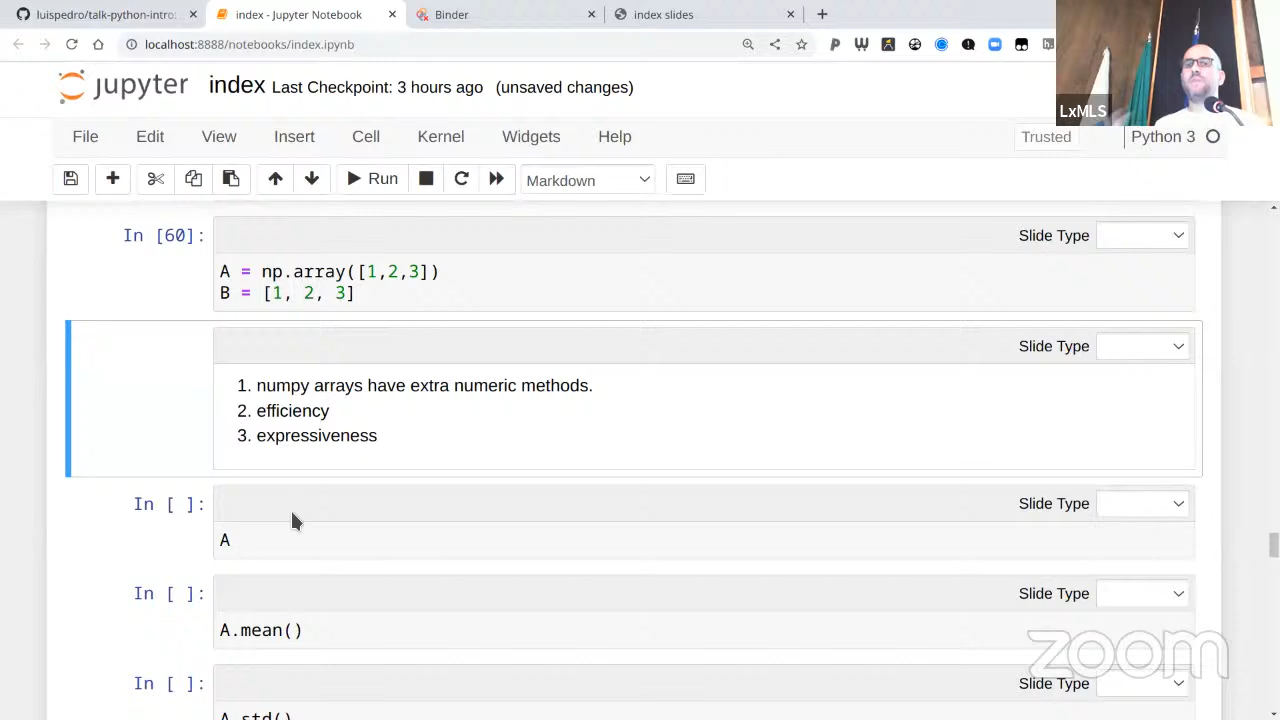 luispedro/talk-python-intro:
index - Jupyter Notebook
Binder
index slides
localhost:8888/notebooks/index.ipynb
LxMLS
jupyter index Last Checkpoint: 3 hours ago (unsaved changes)
File Edit View Insert Cell Kernel Widgets Help
Trusted
Python 3
Run
Markdown
In [60]:
Slide Type
A = np.array([1,2,3])
B = [1, 2, 3]
Slide Type
1. numpy arrays have extra numeric methods.
2. efficiency
3. expressiveness
In [ ]:
Slide Type
A
In [ ]:
Slide Type
A.mean()
In [ ]:
Slide Type
A.std()
zoom